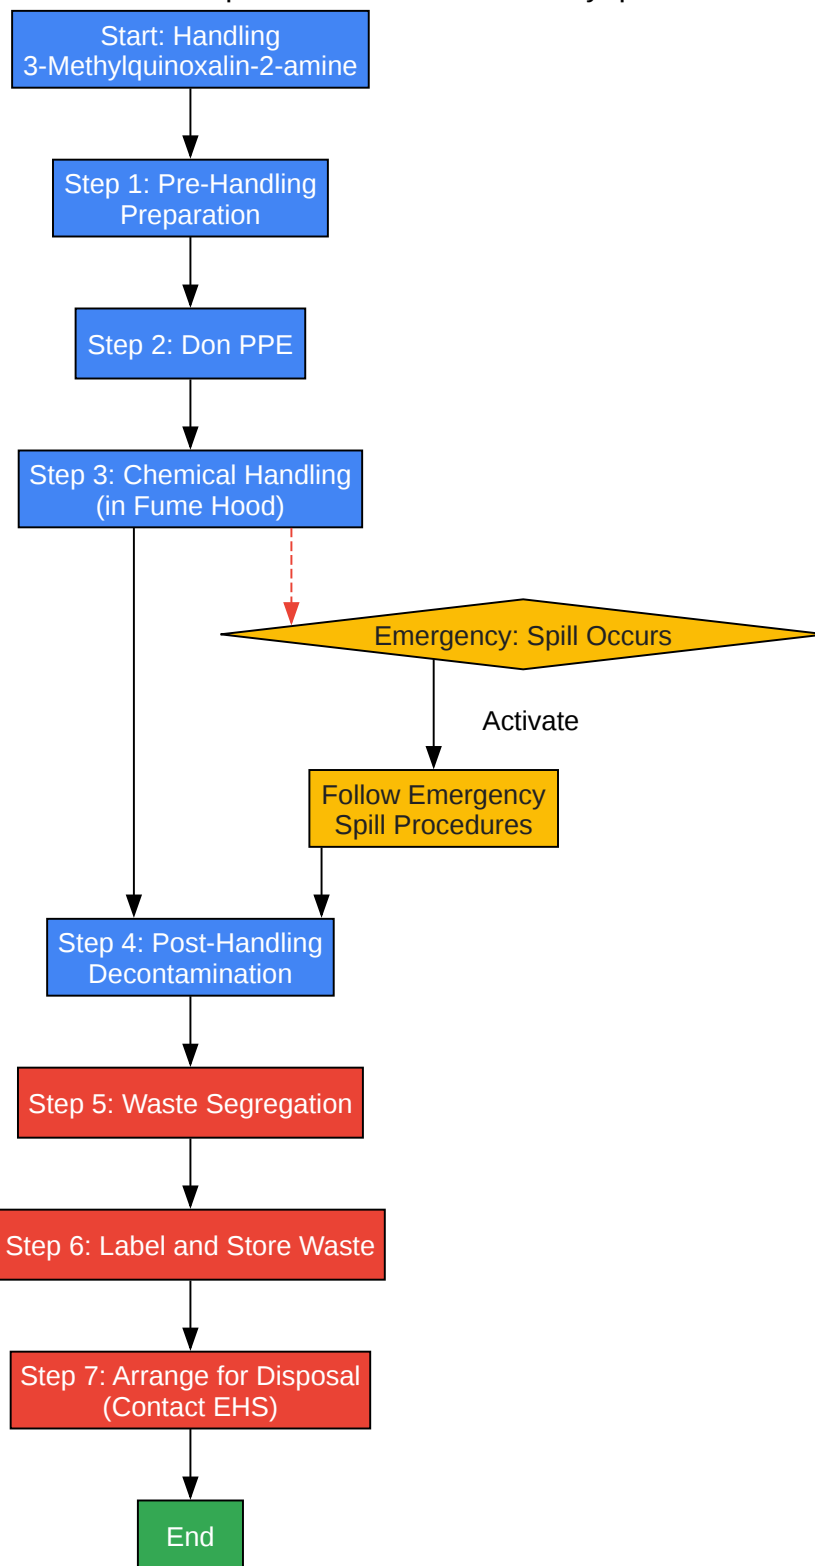 Start: Handling
3-Methylquinoxalin-2-amine
Step 1: Pre-Handling
Preparation
Step 2: Don PPE
Step 3: Chemical Handling
(in Fume Hood)
Emergency: Spill Occurs
Activate
Follow Emergency
Spill Procedures
Step 4: Post-Handling
Decontamination
Step 5: Waste Segregation
Step 6: Label and Store Waste
Step 7: Arrange for Disposal
(Contact EHS)
End